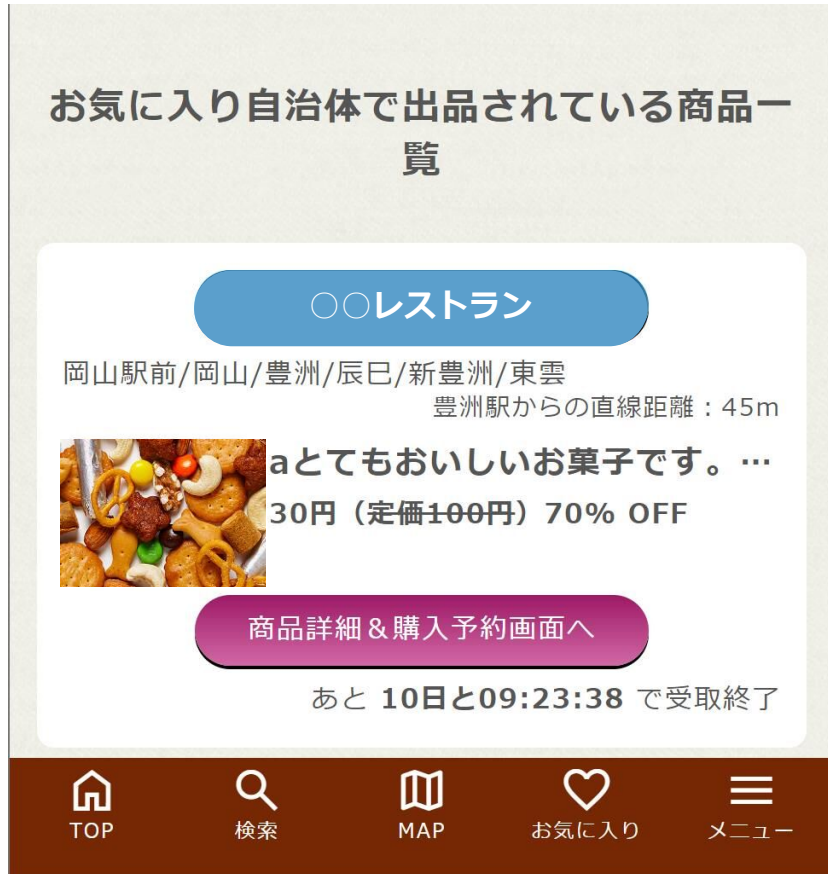 お気に入り自治体で出品されている商品一
覧
○○レストラン
岡山駅前/岡山/豊洲/辰巳/新豊洲/東雲
豊洲駅からの直線距離：45m
aとてもおいしいお菓子です。…
30円（定価100円）70% OFF
商品詳細＆購入予約画面へ
あと 10日と09:23:38 で受取終了
TOP 検索 MAP お気に入り メニュー